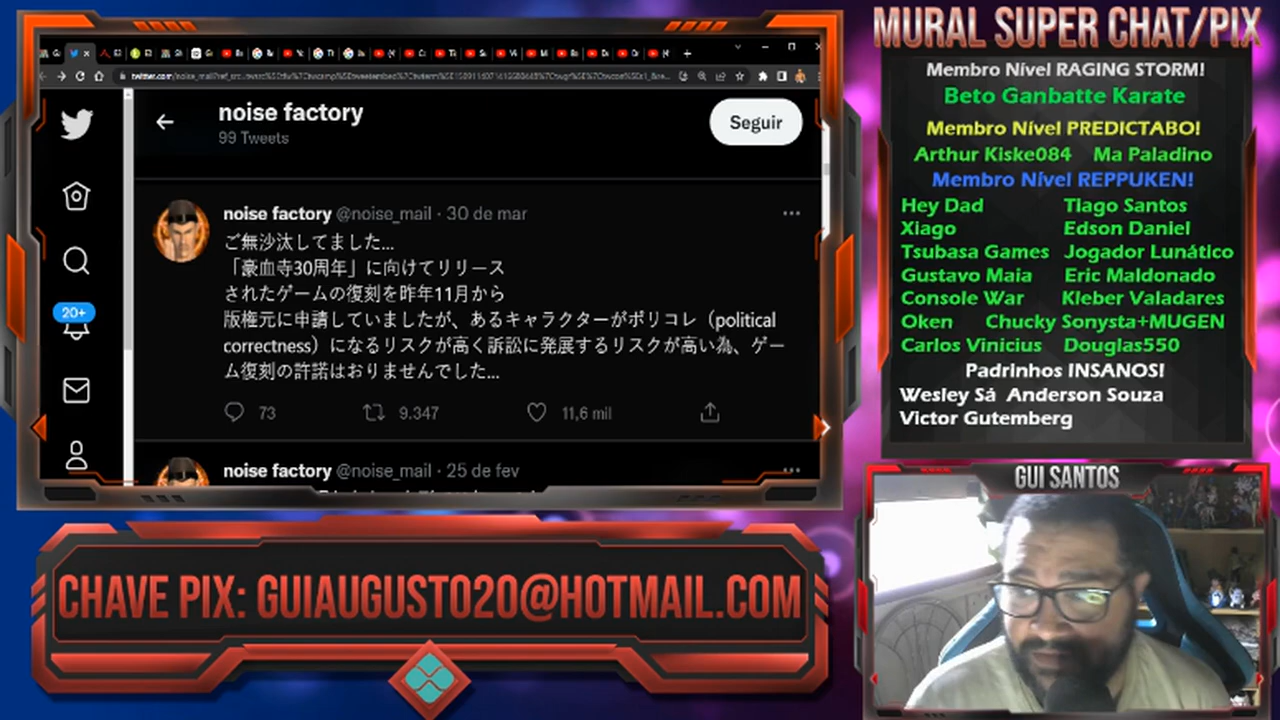 noise factory
99 Tweets
Seguir
noise factory @noise_mail · 30 de mar
ご無沙汰してました...
「豪血寺30周年」に向けてリリース
されたゲームの復刻を昨年11月から
版権元に申請していましたが、あるキャラクターがポリコレ（political
correctness）になるリスクが高く訴訟に発展するリスクが高い為、ゲー
ム復刻の許諾はおりませんでした...
73 9.347 11,6 mil
20+
noise factory @noise_mail · 25 de fev
CHAVE PIX: GUIAUGUSTO20@HOTMAIL.COM
MURAL SUPER CHAT/PIX
Membro Nível RAGING STORM!
Beto Ganbatte Karate
Membro Nível PREDICTABO!
Arthur Kiske084 Ma Paladino
Membro Nível REPPUKEN!
Hey Dad Tiago Santos
Xiago Edson Daniel
Tsubasa Games Jogador Lunático
Gustavo Maia Eric Maldonado
Console War Kleber Valadares
Oken Chucky Sonysta+MUGEN
Carlos Vinicius Douglas550
Padrinhos INSANOS!
Wesley Sá Anderson Souza
Victor Gutemberg
GUI SANTOS